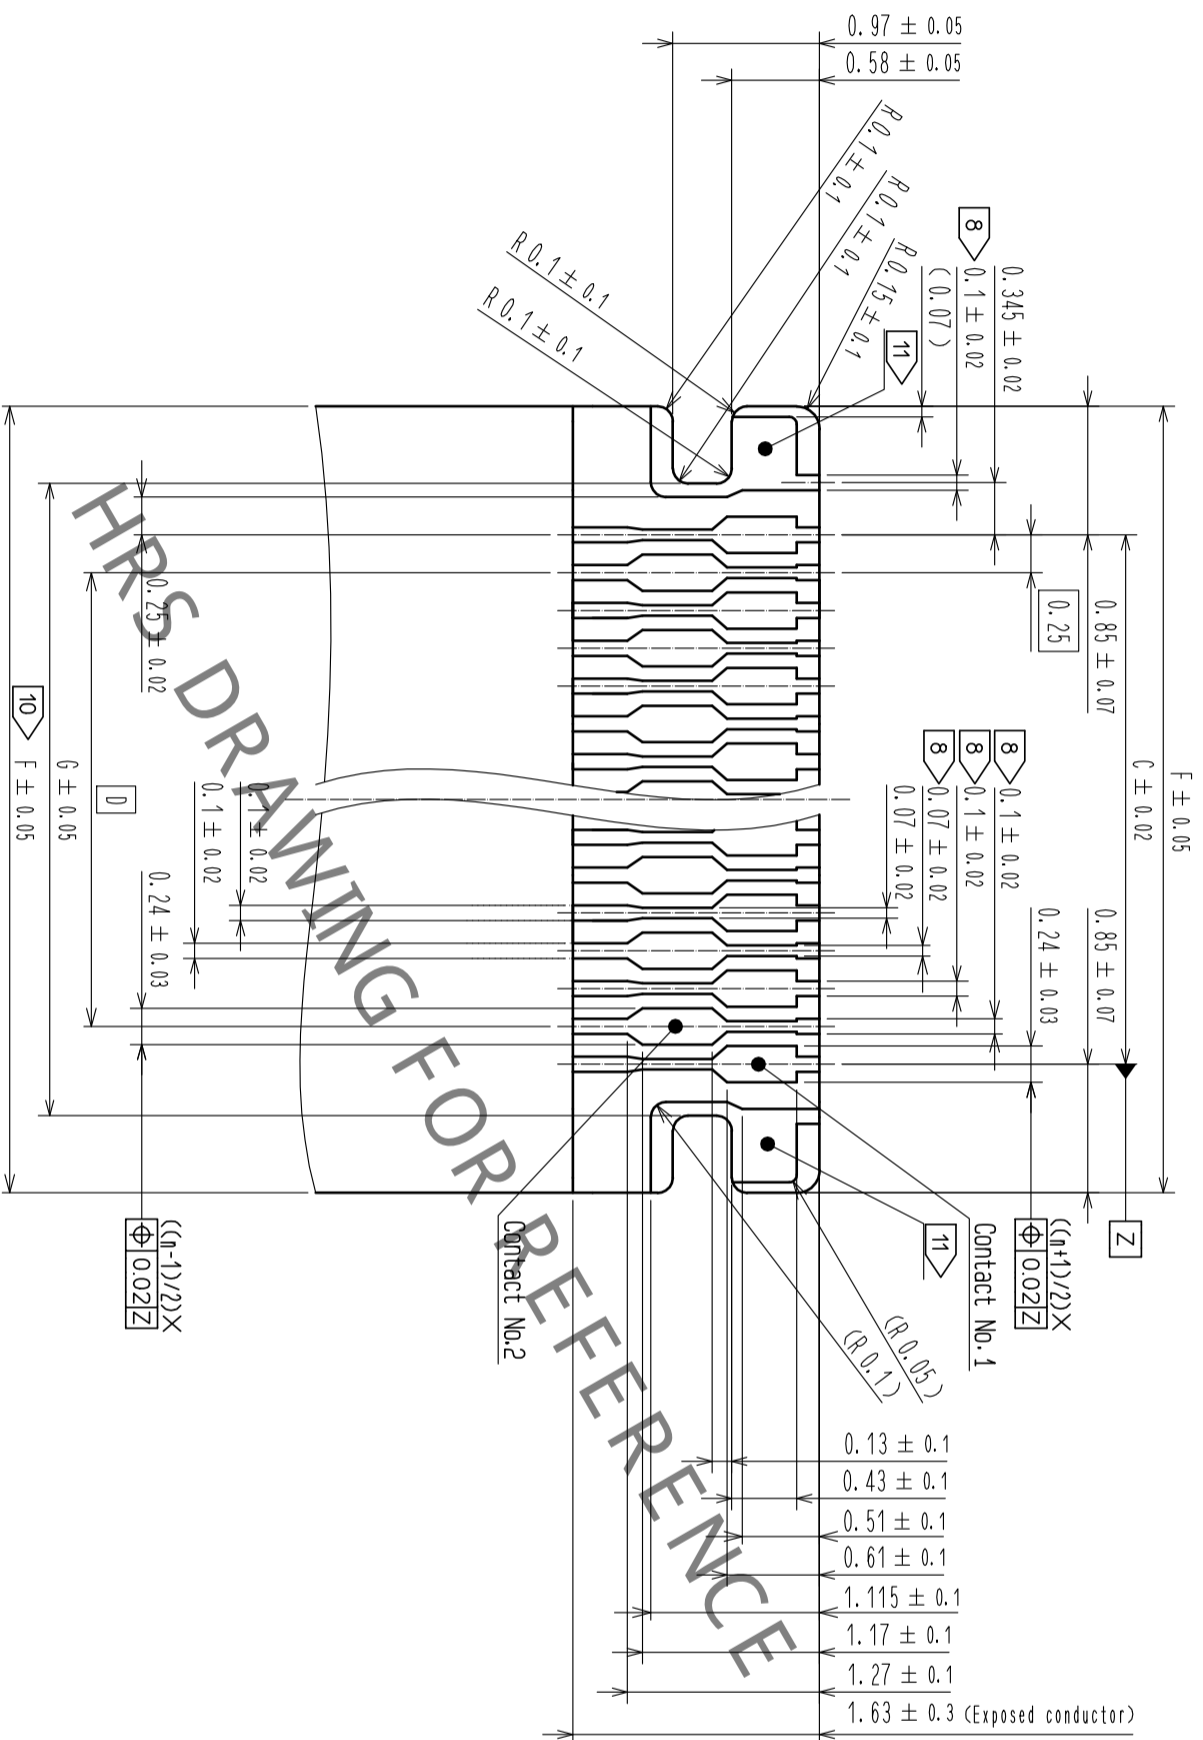 0.97 ± 0.05
0.58 ± 0.05
R0.1± 0.1
R0.1± 0.1
R0.15± 0.1
R0.1± 0.1
R0.1± 0.1
8
0.345 ± 0.02
0.1 ± 0.02
(0.07)
11
F ± 0.05
C ± 0.02
0.85 ± 0.07
0.25
0.85 ± 0.07
0.24 ± 0.03
8 0.1 ± 0.02
8 0.1 ± 0.02
8 0.07 ± 0.02
0.07 ± 0.02
Z
((n+1)/2)X
⌖ 0.02 Z
Contact No.1
11
(R0.05)
(R0.1)
Contact No.2
0.25 ± 0.02
10 F ± 0.05
G ± 0.05
D
0.1 ± 0.02
0.1 ± 0.02
0.24 ± 0.03
((n-1)/2)X
⌖ 0.02 Z
0.13 ± 0.1
0.43 ± 0.1
0.51 ± 0.1
0.61 ± 0.1
1.115 ± 0.1
1.17 ± 0.1
1.27 ± 0.1
1.63 ± 0.3 (Exposed conductor)
HRS DRAWING FOR REFERENCE